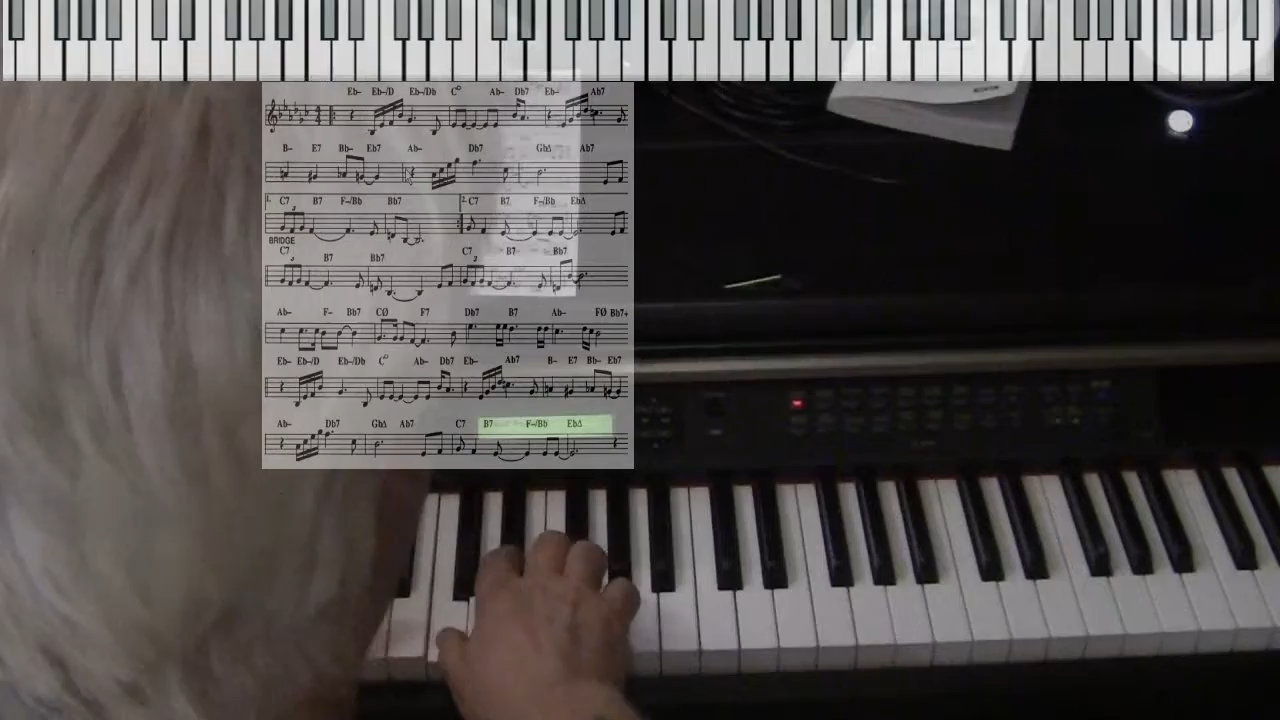 Eb– Eb–/D Eb–/Db C° Ab– Db7 Eb– Ab7
B– E7 Bb– Eb7 Ab– Db7 GbΔ Ab7
1. C7 B7 F–/Bb Bb7 2. C7 B7 F–/Bb EbΔ
BRIDGE
C7 B7 Bb7 C7 B7 Bb7
Ab– F– Bb7 CØ F7 Db7 B7 Ab– FØ Bb7+
Eb– Eb–/D Eb–/Db C° Ab– Db7 Eb– Ab7 B– E7 Bb– Eb7
Ab– Db7 GbΔ Ab7 C7 B7 F–/Bb EbΔ